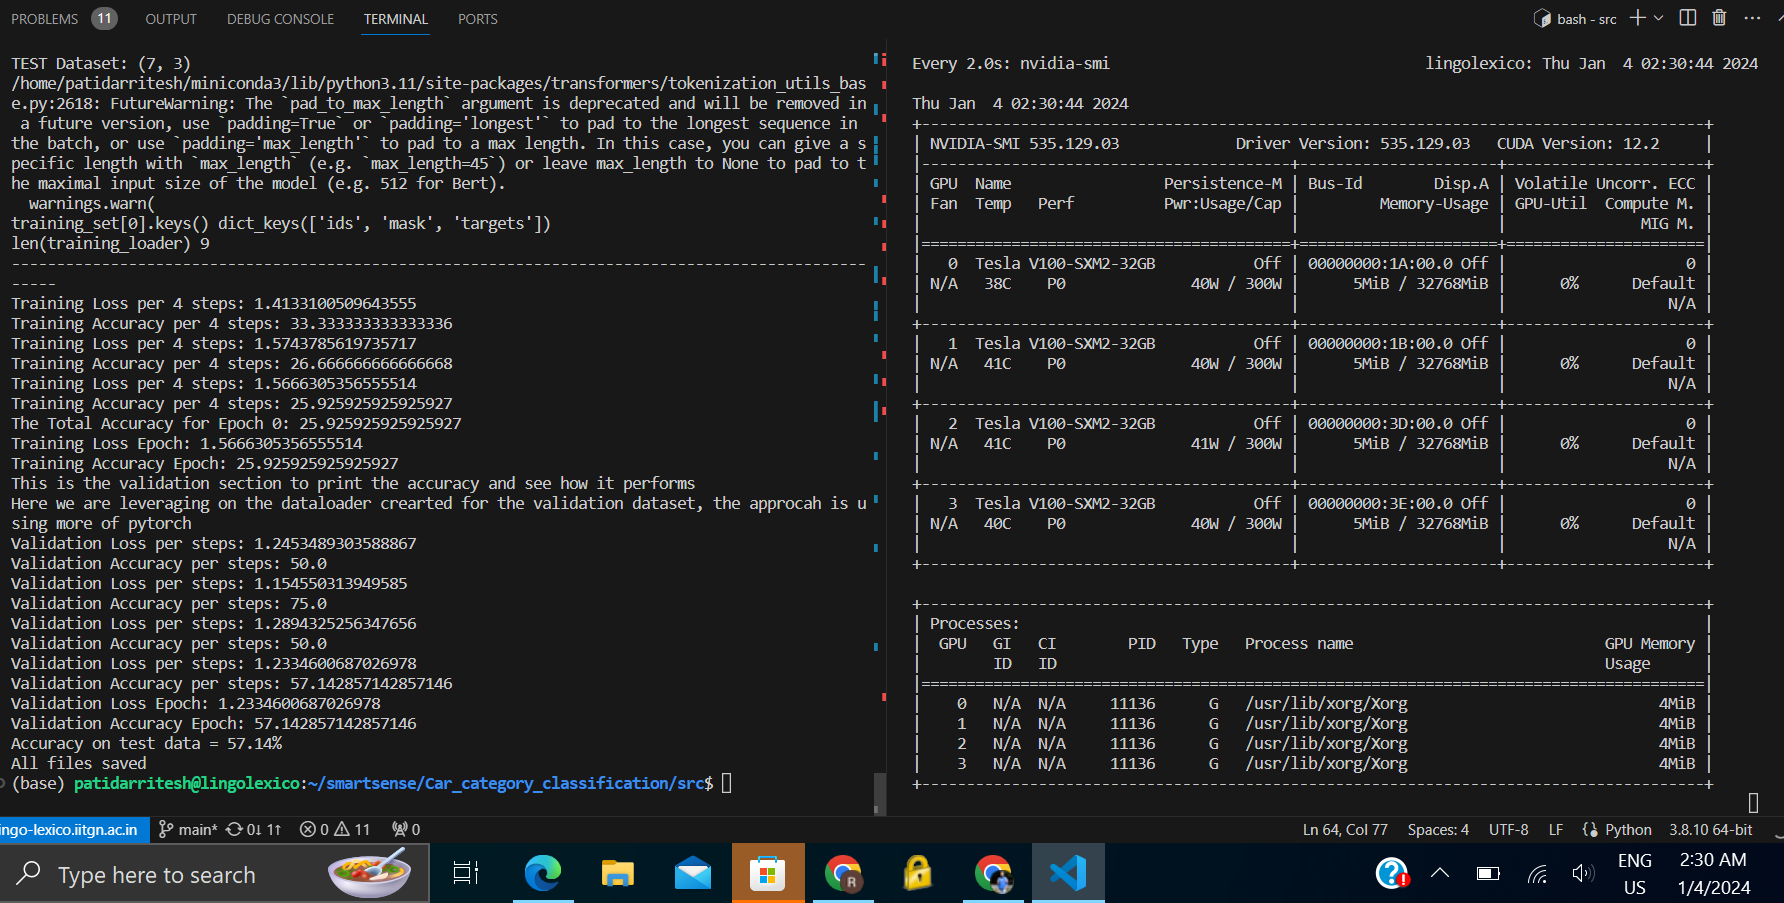 PROBLEMS 11 OUTPUT DEBUG CONSOLE TERMINAL PORTS
bash - src
TEST Dataset: (7, 3)
/home/patidarritesh/miniconda3/lib/python3.11/site-packages/transformers/tokenization_utils_bas
e.py:2618: FutureWarning: The `pad_to_max_length` argument is deprecated and will be removed in
a future version, use `padding=True` or `padding='longest'` to pad to the longest sequence in
the batch, or use `padding='max_length'` to pad to a max length. In this case, you can give a s
pecific length with `max_length` (e.g. `max_length=45`) or leave max_length to None to pad to t
he maximal input size of the model (e.g. 512 for Bert).
warnings.warn(
training_set[0].keys() dict_keys(['ids', 'mask', 'targets'])
len(training_loader) 9
-----------------------------------------------------------------------------------------------
-----
Training Loss per 4 steps: 1.4133100509643555
Training Accuracy per 4 steps: 33.333333333333336
Training Loss per 4 steps: 1.5743785619735717
Training Accuracy per 4 steps: 26.666666666666668
Training Loss per 4 steps: 1.5666305356555514
Training Accuracy per 4 steps: 25.925925925925927
The Total Accuracy for Epoch 0: 25.925925925925927
Training Loss Epoch: 1.5666305356555514
Training Accuracy Epoch: 25.925925925925927
This is the validation section to print the accuracy and see how it performs
Here we are leveraging on the dataloader crearted for the validation dataset, the approcah is u
sing more of pytorch
Validation Loss per steps: 1.2453489303588867
Validation Accuracy per steps: 50.0
Validation Loss per steps: 1.154550313949585
Validation Accuracy per steps: 75.0
Validation Loss per steps: 1.2894325256347656
Validation Accuracy per steps: 50.0
Validation Loss per steps: 1.2334600687026978
Validation Accuracy per steps: 57.142857142857146
Validation Loss Epoch: 1.2334600687026978
Validation Accuracy Epoch: 57.142857142857146
Accuracy on test data = 57.14%
All files saved
(base) patidarritesh@lingolexico:~/smartsense/Car_category_classification/src$
Every 2.0s: nvidia-smi lingolexico: Thu Jan 4 02:30:44 2024
Thu Jan 4 02:30:44 2024
NVIDIA-SMI 535.129.03 Driver Version: 535.129.03 CUDA Version: 12.2
GPU Name Persistence-M | Bus-Id Disp.A | Volatile Uncorr. ECC
Fan Temp Perf Pwr:Usage/Cap | Memory-Usage | GPU-Util Compute M.
MIG M.
0 Tesla V100-SXM2-32GB Off | 00000000:1A:00.0 Off | 0
N/A 38C P0 40W / 300W | 5MiB / 32768MiB | 0% Default
N/A
1 Tesla V100-SXM2-32GB Off | 00000000:1B:00.0 Off | 0
N/A 41C P0 40W / 300W | 5MiB / 32768MiB | 0% Default
N/A
2 Tesla V100-SXM2-32GB Off | 00000000:3D:00.0 Off | 0
N/A 41C P0 41W / 300W | 5MiB / 32768MiB | 0% Default
N/A
3 Tesla V100-SXM2-32GB Off | 00000000:3E:00.0 Off | 0
N/A 40C P0 40W / 300W | 5MiB / 32768MiB | 0% Default
N/A
Processes:
GPU GI CI PID Type Process name GPU Memory
ID ID Usage
0 N/A N/A 11136 G /usr/lib/xorg/Xorg 4MiB
1 N/A N/A 11136 G /usr/lib/xorg/Xorg 4MiB
2 N/A N/A 11136 G /usr/lib/xorg/Xorg 4MiB
3 N/A N/A 11136 G /usr/lib/xorg/Xorg 4MiB
ingo-lexico.iitgn.ac.in main* 0↓ 1↑ 0 11 0
Ln 64, Col 77 Spaces: 4 UTF-8 LF Python 3.8.10 64-bit
Type here to search
R
ENG
US
2:30 AM
1/4/2024